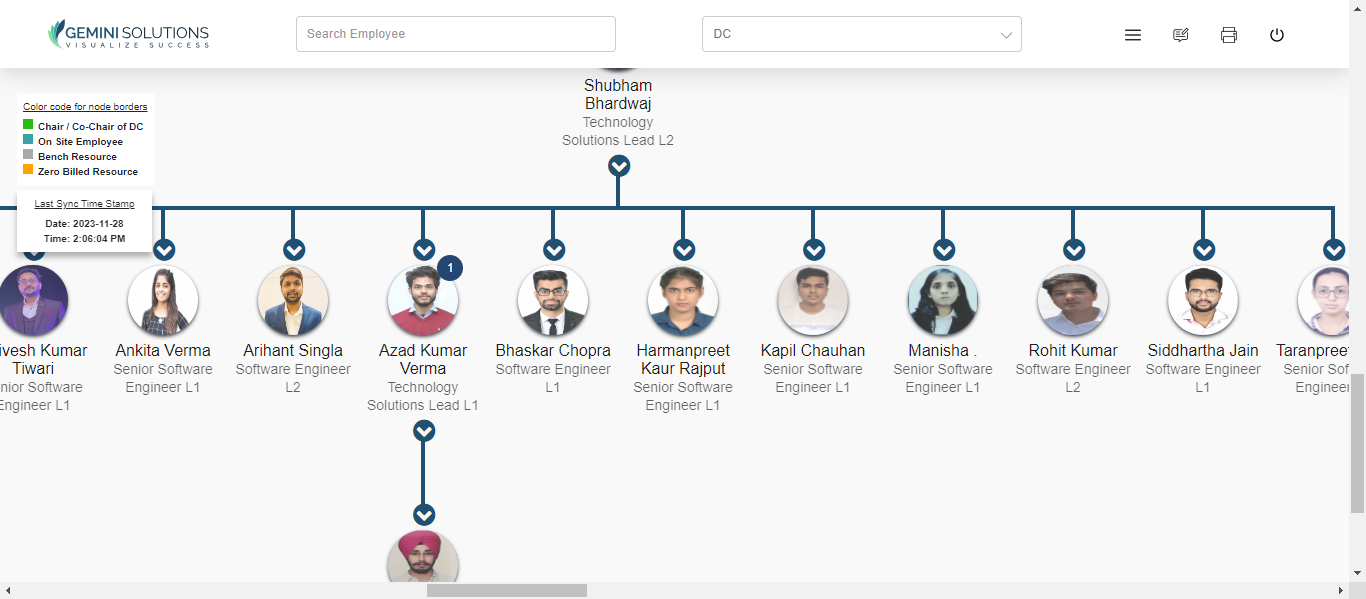 GEMINI SOLUTIONS
VISUALIZE SUCCESS
Search Employee
DC
Shubham
Bhardwaj
Technology
Solutions Lead L2
Color code for node borders
Chair / Co-Chair of DC
On Site Employee
Bench Resource
Zero Billed Resource
Last Sync Time Stamp
Date: 2023-11-28
Time: 2:06:04 PM
ivesh Kumar
Tiwari
nior Software
Engineer L1
Ankita Verma
Senior Software
Engineer L1
Arihant Singla
Software Engineer
L2
1
Azad Kumar
Verma
Technology
Solutions Lead L1
Bhaskar Chopra
Software Engineer
L1
Harmanpreet
Kaur Rajput
Senior Software
Engineer L1
Kapil Chauhan
Senior Software
Engineer L1
Manisha .
Senior Software
Engineer L1
Rohit Kumar
Software Engineer
L2
Siddhartha Jain
Software Engineer
L1
Taranpreet
Senior Sof
Engineer